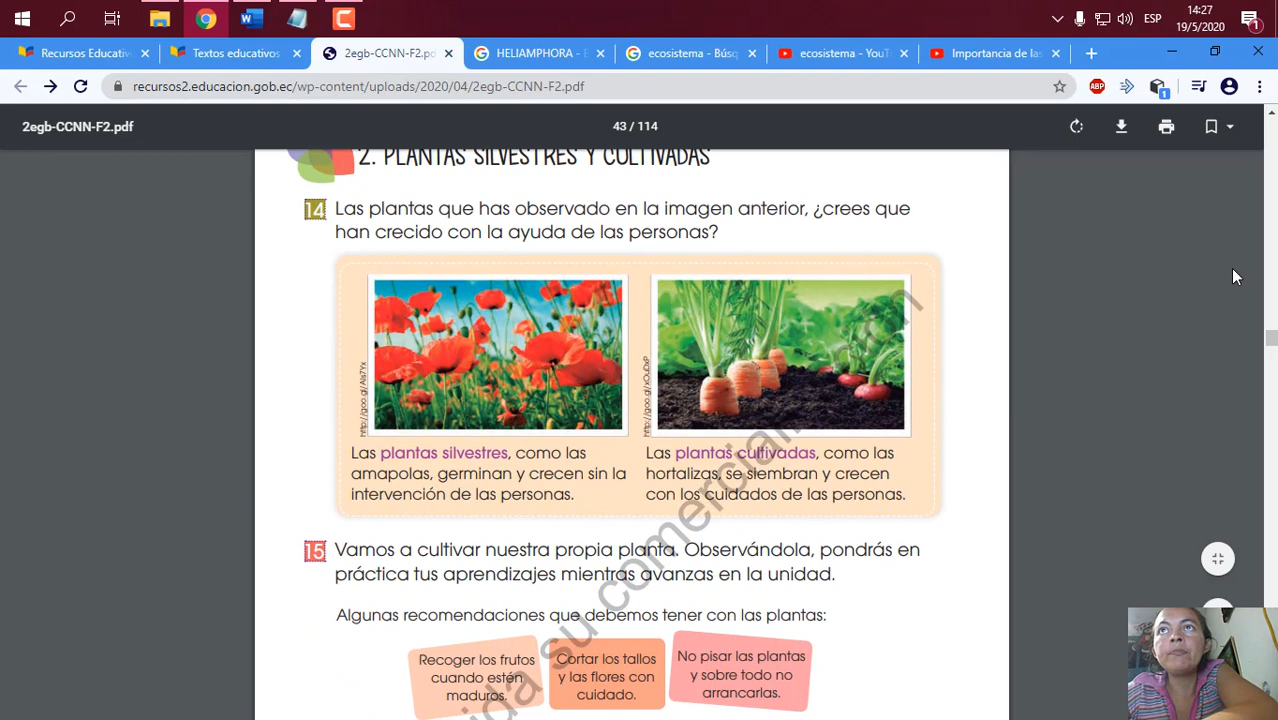 14:27
ESP
19/5/2020
1
Recursos Educativ
Textos educativos
2egb-CCNN-F2.pd
HELIAMPHORA - B
ecosistema - Búsq
ecosistema - YouT
Importancia de las
recursos2.educacion.gob.ec/wp-content/uploads/2020/04/2egb-CCNN-F2.pdf
ABP
1
2egb-CCNN-F2.pdf
43 / 114
2. PLANTAS SILVESTRES Y CULTIVADAS
14 Las plantas que has observado en la imagen anterior, ¿crees que
han crecido con la ayuda de las personas?
Las plantas silvestres, como las
amapolas, germinan y crecen sin la
intervención de las personas.
Las plantas cultivadas, como las
hortalizas, se siembran y crecen
con los cuidados de las personas.
15 Vamos a cultivar nuestra propia planta. Observándola, pondrás en
práctica tus aprendizajes mientras avanzas en la unidad.
Algunas recomendaciones que debemos tener con las plantas:
Recoger los frutos
cuando estén
maduros.
Cortar los tallos
y las flores con
cuidado.
No pisar las plantas
y sobre todo no
arrancarlas.